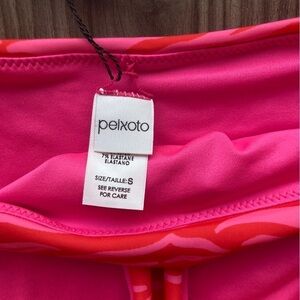 peixoto
7% ELASTANE
ELASTANO
SIZE/TAILLE: S
SEE REVERSE
FOR CARE